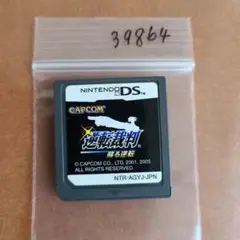 39864
NINTENDO DS™
CAPCOM
逆転裁判
蘇る逆転
© CAPCOM CO., LTD. 2001, 2005
ALL RIGHTS RESERVED.
NTR-AGYJ-JPN